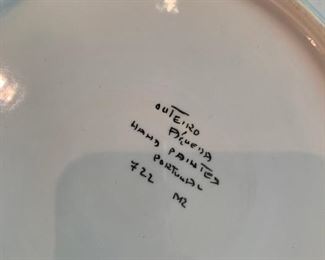 OUTEIRO
ÁGUEDA
HAND PAINTED
PORTUGAL
722 M2